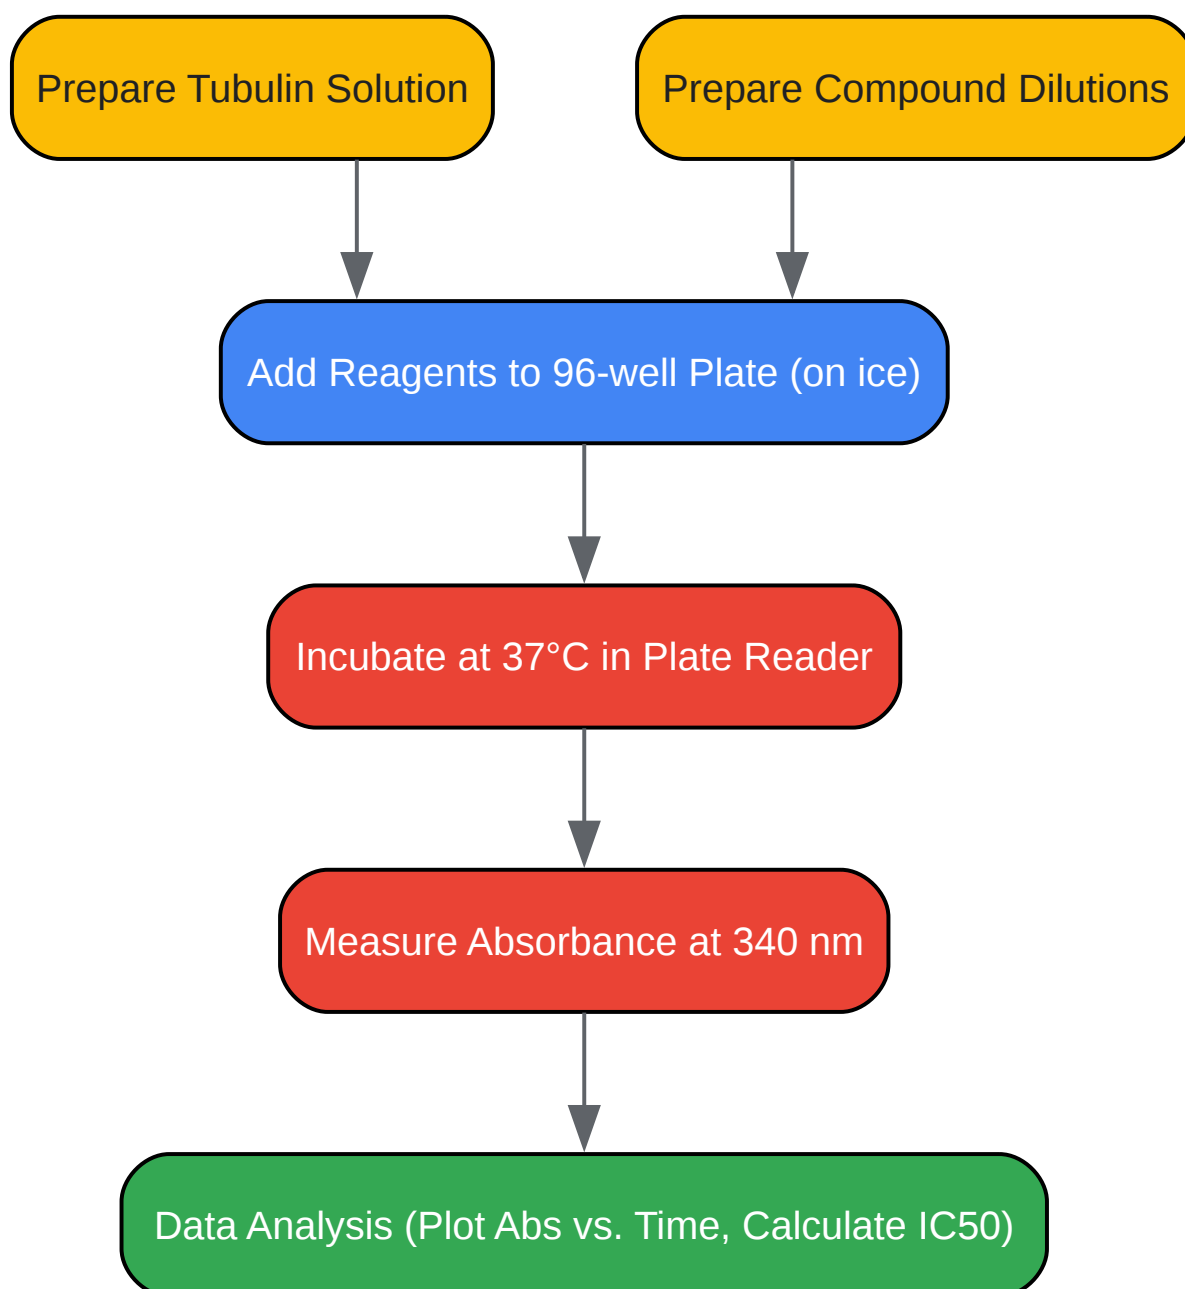 Prepare Tubulin Solution
Prepare Compound Dilutions
Add Reagents to 96-well Plate (on ice)
Incubate at 37°C in Plate Reader
Measure Absorbance at 340 nm
Data Analysis (Plot Abs vs. Time, Calculate IC50)